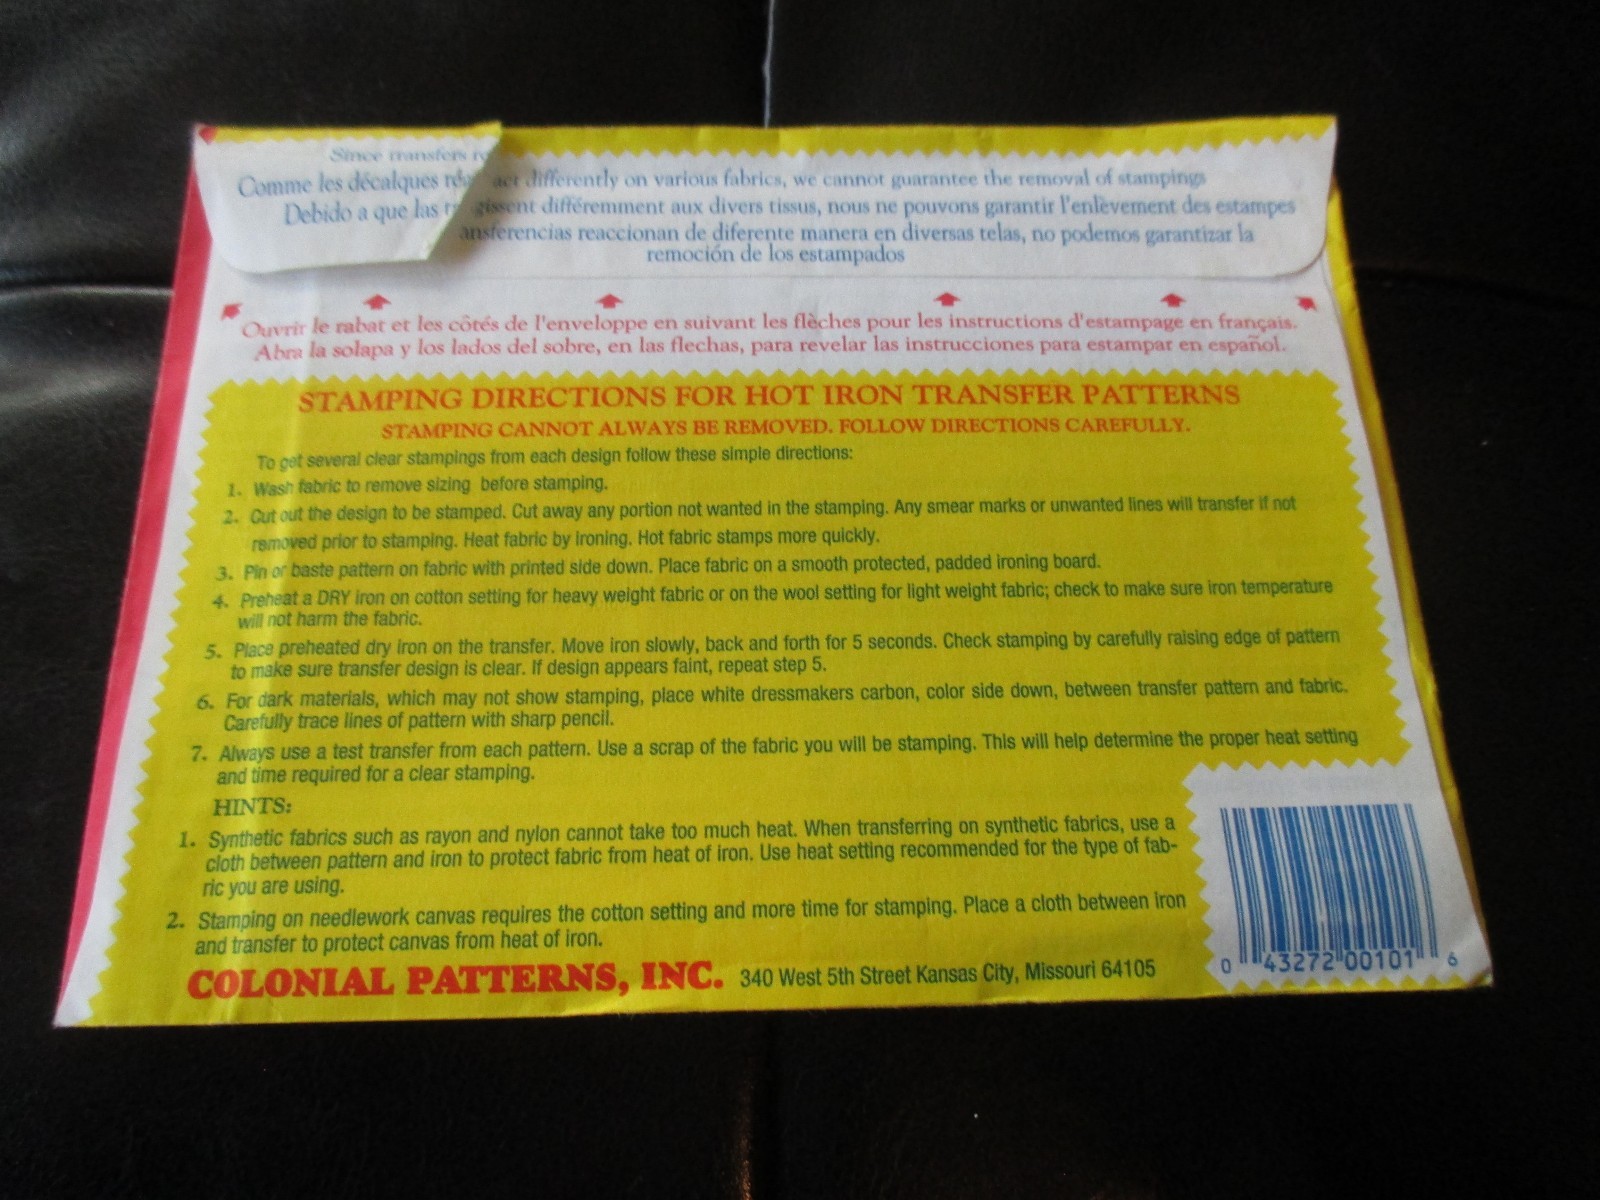 Since transfers re
act differently on various fabrics, we cannot guarantee the removal of stampings
Comme les décalques réa
gissent différemment aux divers tissus, nous ne pouvons garantir l'enlèvement des estampes
Debido a que las tr
ansferencias reaccionan de diferente manera en diversas telas, no podemos garantizar la
remoción de los estampados
Ouvrir le rabat et les côtés de l'enveloppe en suivant les flèches pour les instructions d'estampage en français.
Abra la solapa y los lados del sobre, en las flechas, para revelar las instrucciones para estampar en español.
STAMPING DIRECTIONS FOR HOT IRON TRANSFER PATTERNS
STAMPING CANNOT ALWAYS BE REMOVED. FOLLOW DIRECTIONS CAREFULLY.
To get several clear stampings from each design follow these simple directions:
1. Wash fabric to remove sizing before stamping.
2. Cut out the design to be stamped. Cut away any portion not wanted in the stamping. Any smear marks or unwanted lines will transfer if not
removed prior to stamping. Heat fabric by ironing. Hot fabric stamps more quickly.
3. Pin or baste pattern on fabric with printed side down. Place fabric on a smooth protected, padded ironing board.
4. Preheat a DRY iron on cotton setting for heavy weight fabric or on the wool setting for light weight fabric; check to make sure iron temperature
will not harm the fabric.
5. Place preheated dry iron on the transfer. Move iron slowly, back and forth for 5 seconds. Check stamping by carefully raising edge of pattern
to make sure transfer design is clear. If design appears faint, repeat step 5.
6. For dark materials, which may not show stamping, place white dressmakers carbon, color side down, between transfer pattern and fabric.
Carefully trace lines of pattern with sharp pencil.
7. Always use a test transfer from each pattern. Use a scrap of the fabric you will be stamping. This will help determine the proper heat setting
and time required for a clear stamping.
HINTS:
1. Synthetic fabrics such as rayon and nylon cannot take too much heat. When transferring on synthetic fabrics, use a
cloth between pattern and iron to protect fabric from heat of iron. Use heat setting recommended for the type of fab-
ric you are using.
2. Stamping on needlework canvas requires the cotton setting and more time for stamping. Place a cloth between iron
and transfer to protect canvas from heat of iron.
COLONIAL PATTERNS, INC. 340 West 5th Street Kansas City, Missouri 64105
0 43272 00101 6